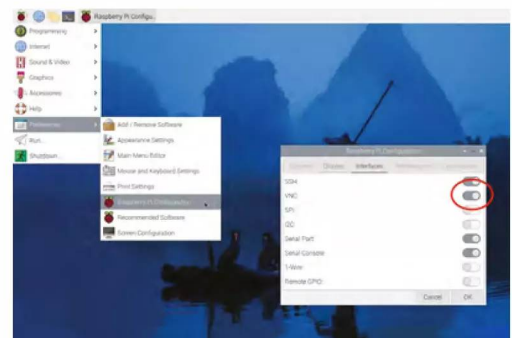 Raspberry Pi Configu..
Programming
Internet
Sound & Video
Graphics
Accessories
Help
Preferences
Run...
Shutdown...
Add / Remove Software
Appearance Settings
Main Menu Editor
Mouse and Keyboard Settings
Print Settings
Raspberry Pi Configuration
Recommended Software
Screen Configuration
Raspberry Pi Configuration
System Display Interfaces Performance
SSH:
VNC:
SPI:
I2C:
Serial Port:
Serial Console:
1-Wire:
Remote GPIO:
Cancel OK